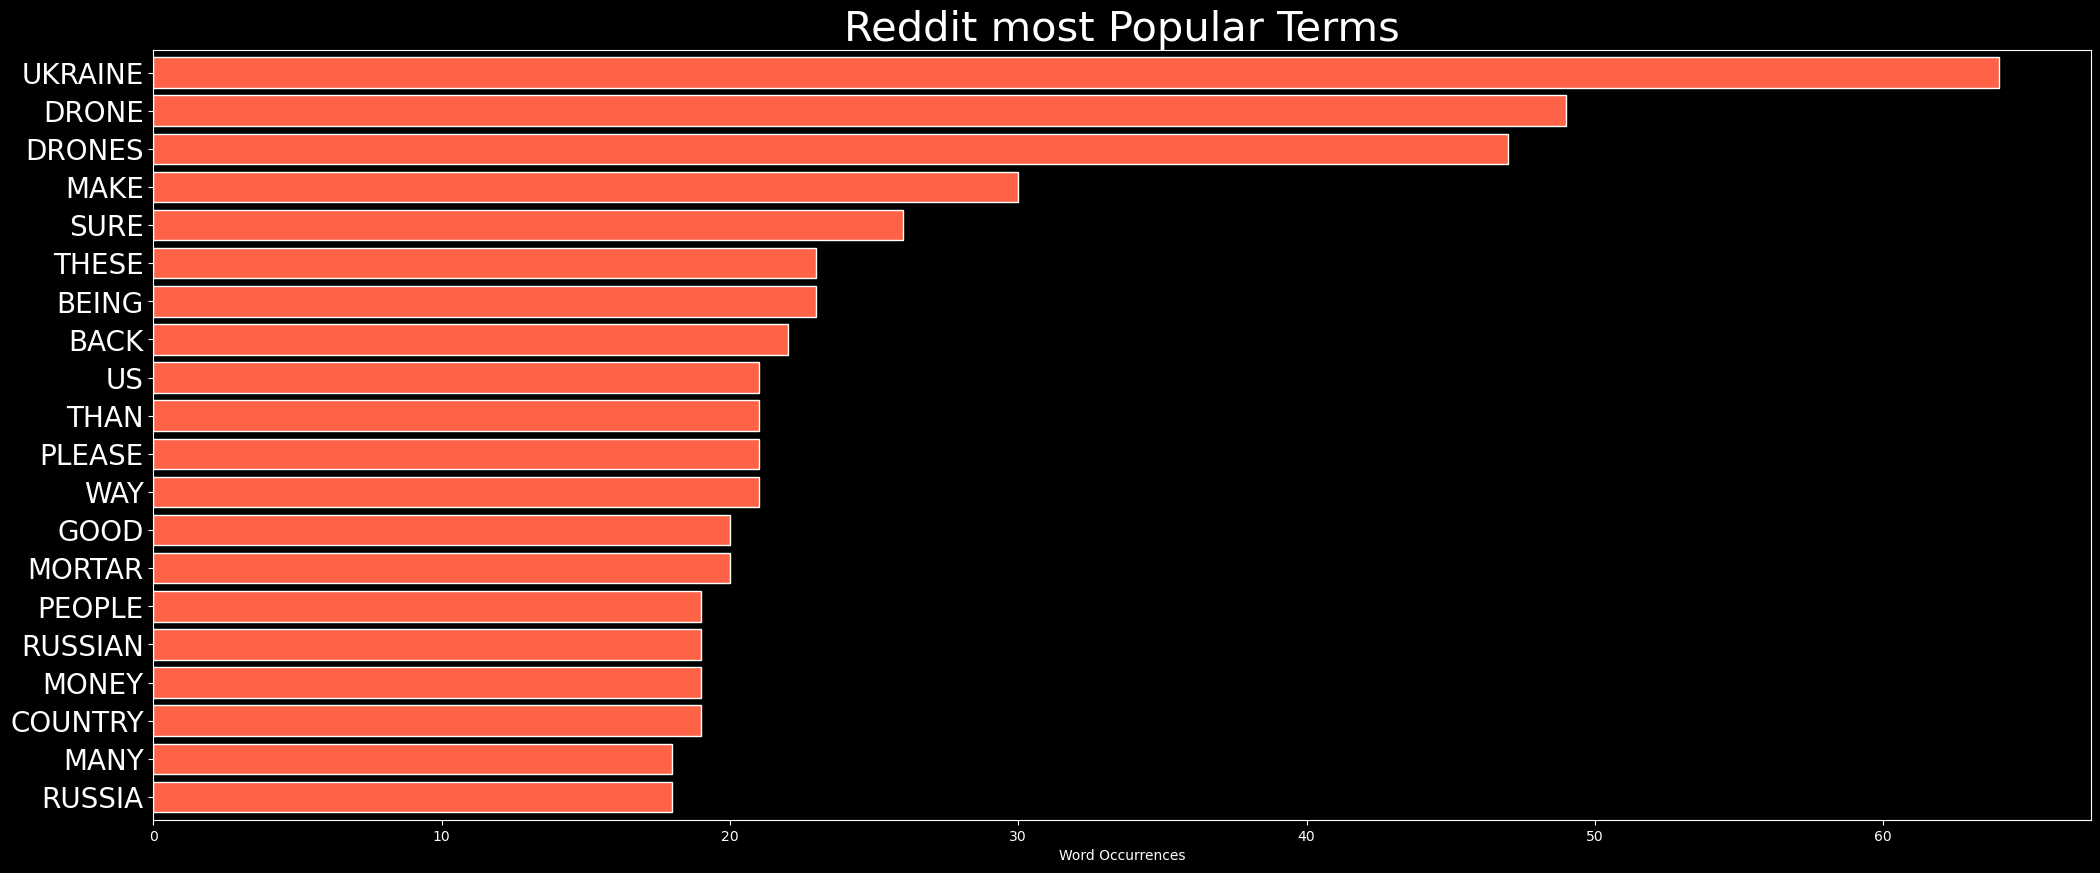 Reddit most Popular Terms
UKRAINE
DRONE
DRONES
MAKE
SURE
THESE
BEING
BACK
US
THAN
PLEASE
WAY
GOOD
MORTAR
PEOPLE
RUSSIAN
MONEY
COUNTRY
MANY
RUSSIA
0 10 20 30 40 50 60
Word Occurrences